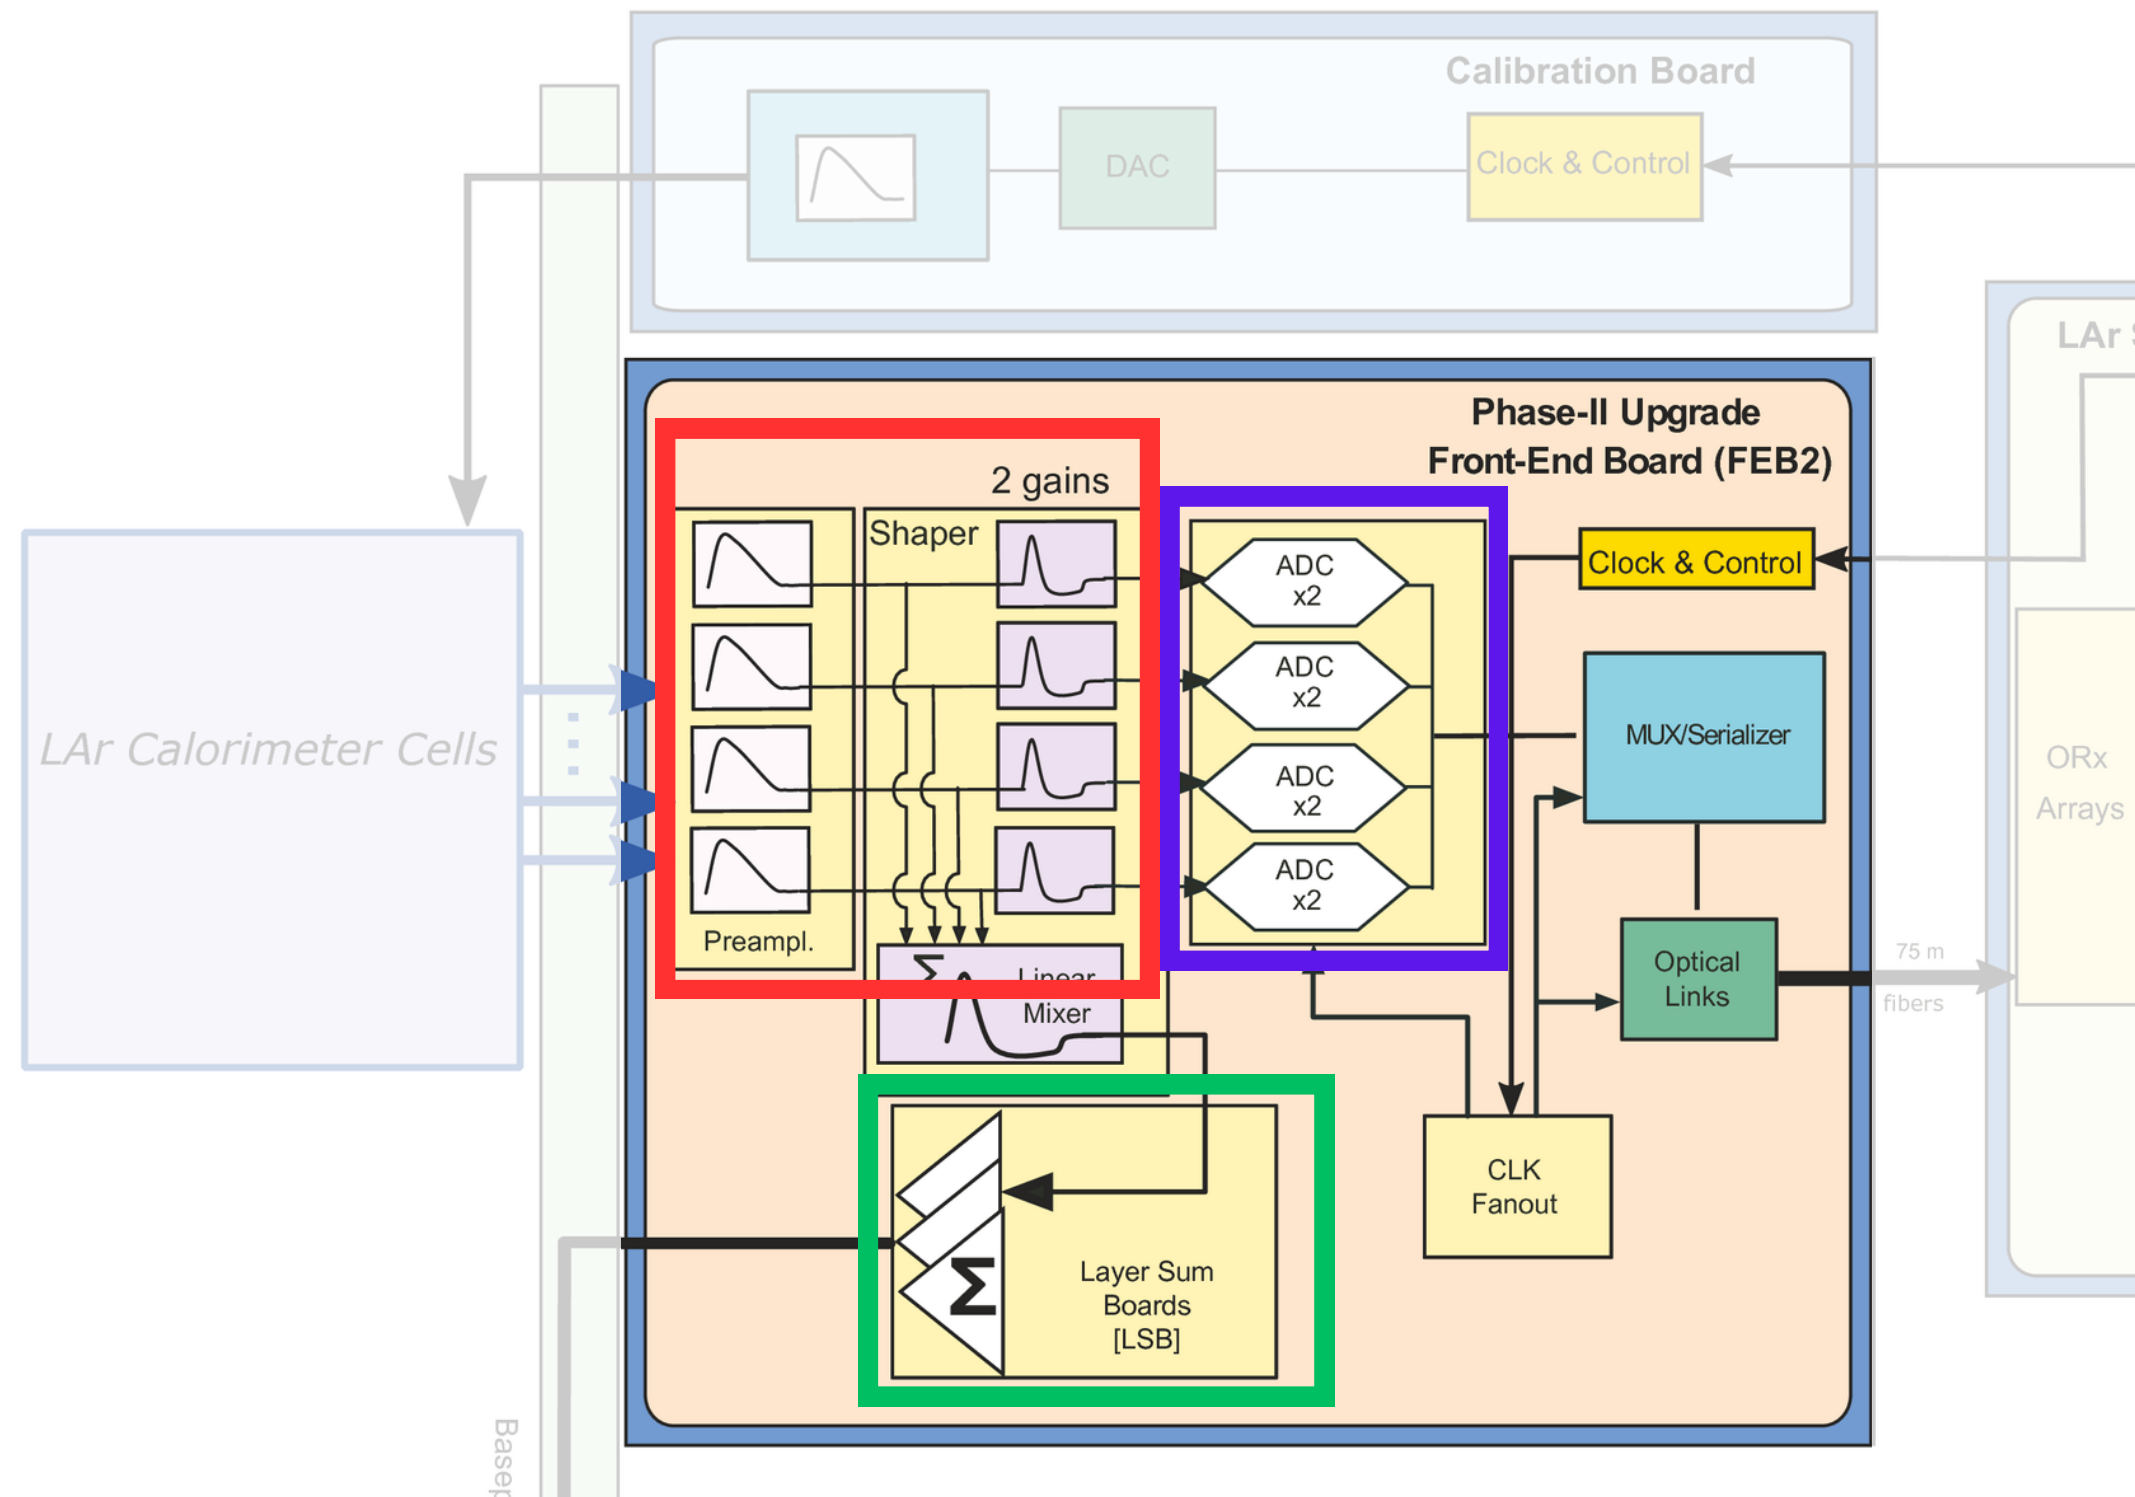 Calibration Board
DAC
Clock & Control
LAr
Phase-II Upgrade
Front-End Board (FEB2)
2 gains
Shaper
ADC
x2
ADC
x2
ADC
x2
ADC
x2
Clock & Control
MUX/Serializer
LAr Calorimeter Cells
ORx
Arrays
Preampl.
Σ
Linear
Mixer
Optical
Links
75 m
fibers
CLK
Fanout
Σ
Layer Sum
Boards
[LSB]